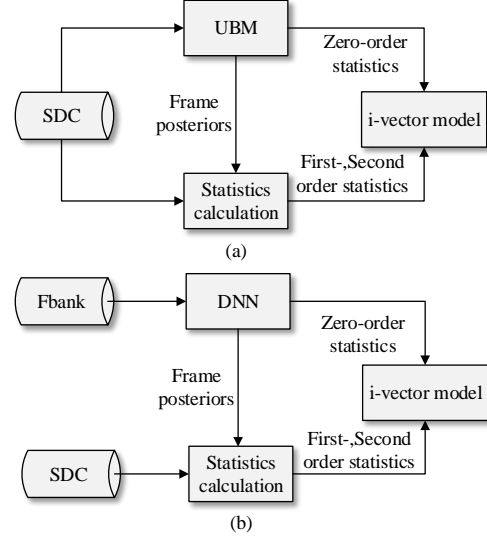 UBM
Zero-order
statistics
SDC
Frame
posteriors
i-vector model
First-,Second
order statistics
Statistics
calculation
(a)
Fbank
DNN
Zero-order
statistics
Frame
posteriors
i-vector model
First-,Second
order statistics
SDC
Statistics
calculation
(b)